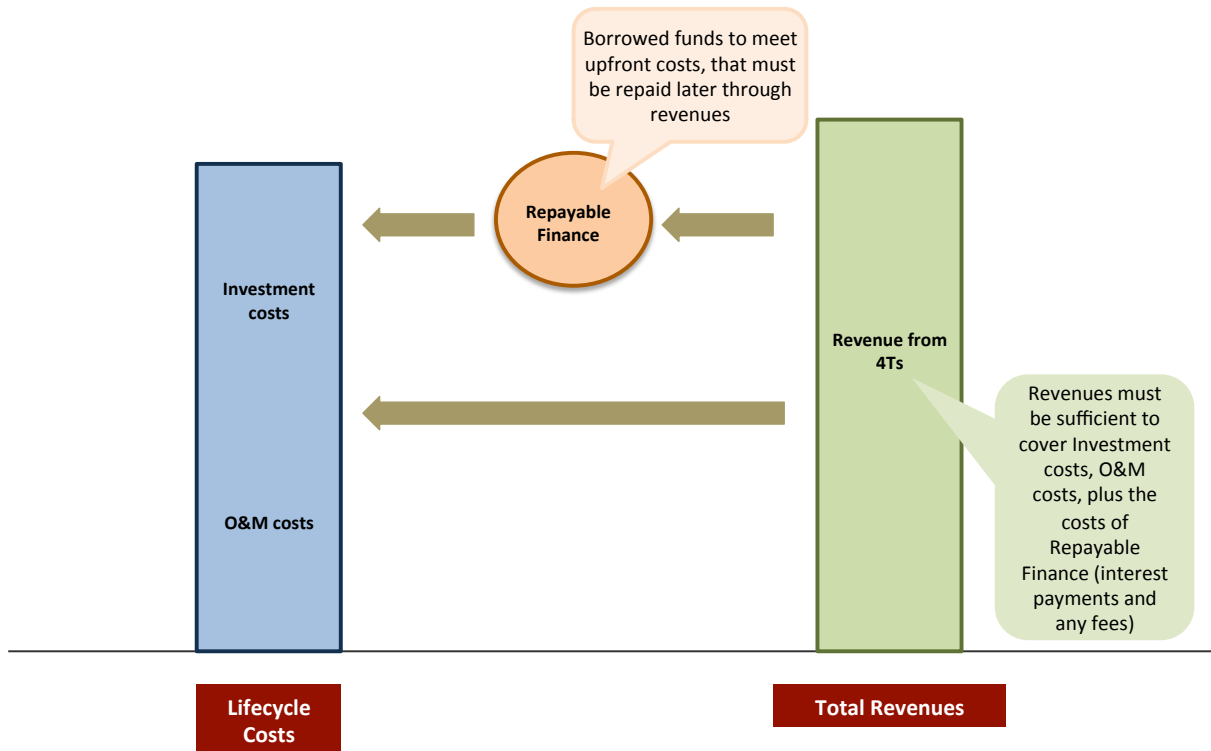 Borrowed funds to meet
upfront costs, that must
be repaid later through
revenues
Repayable
Finance
Investment
costs
Revenue from
4Ts
Revenues must
be sufficient to
cover Investment
costs, O&M
costs, plus the
costs of
Repayable
Finance (interest
payments and
any fees)
O&M costs
Lifecycle
Costs
Total Revenues